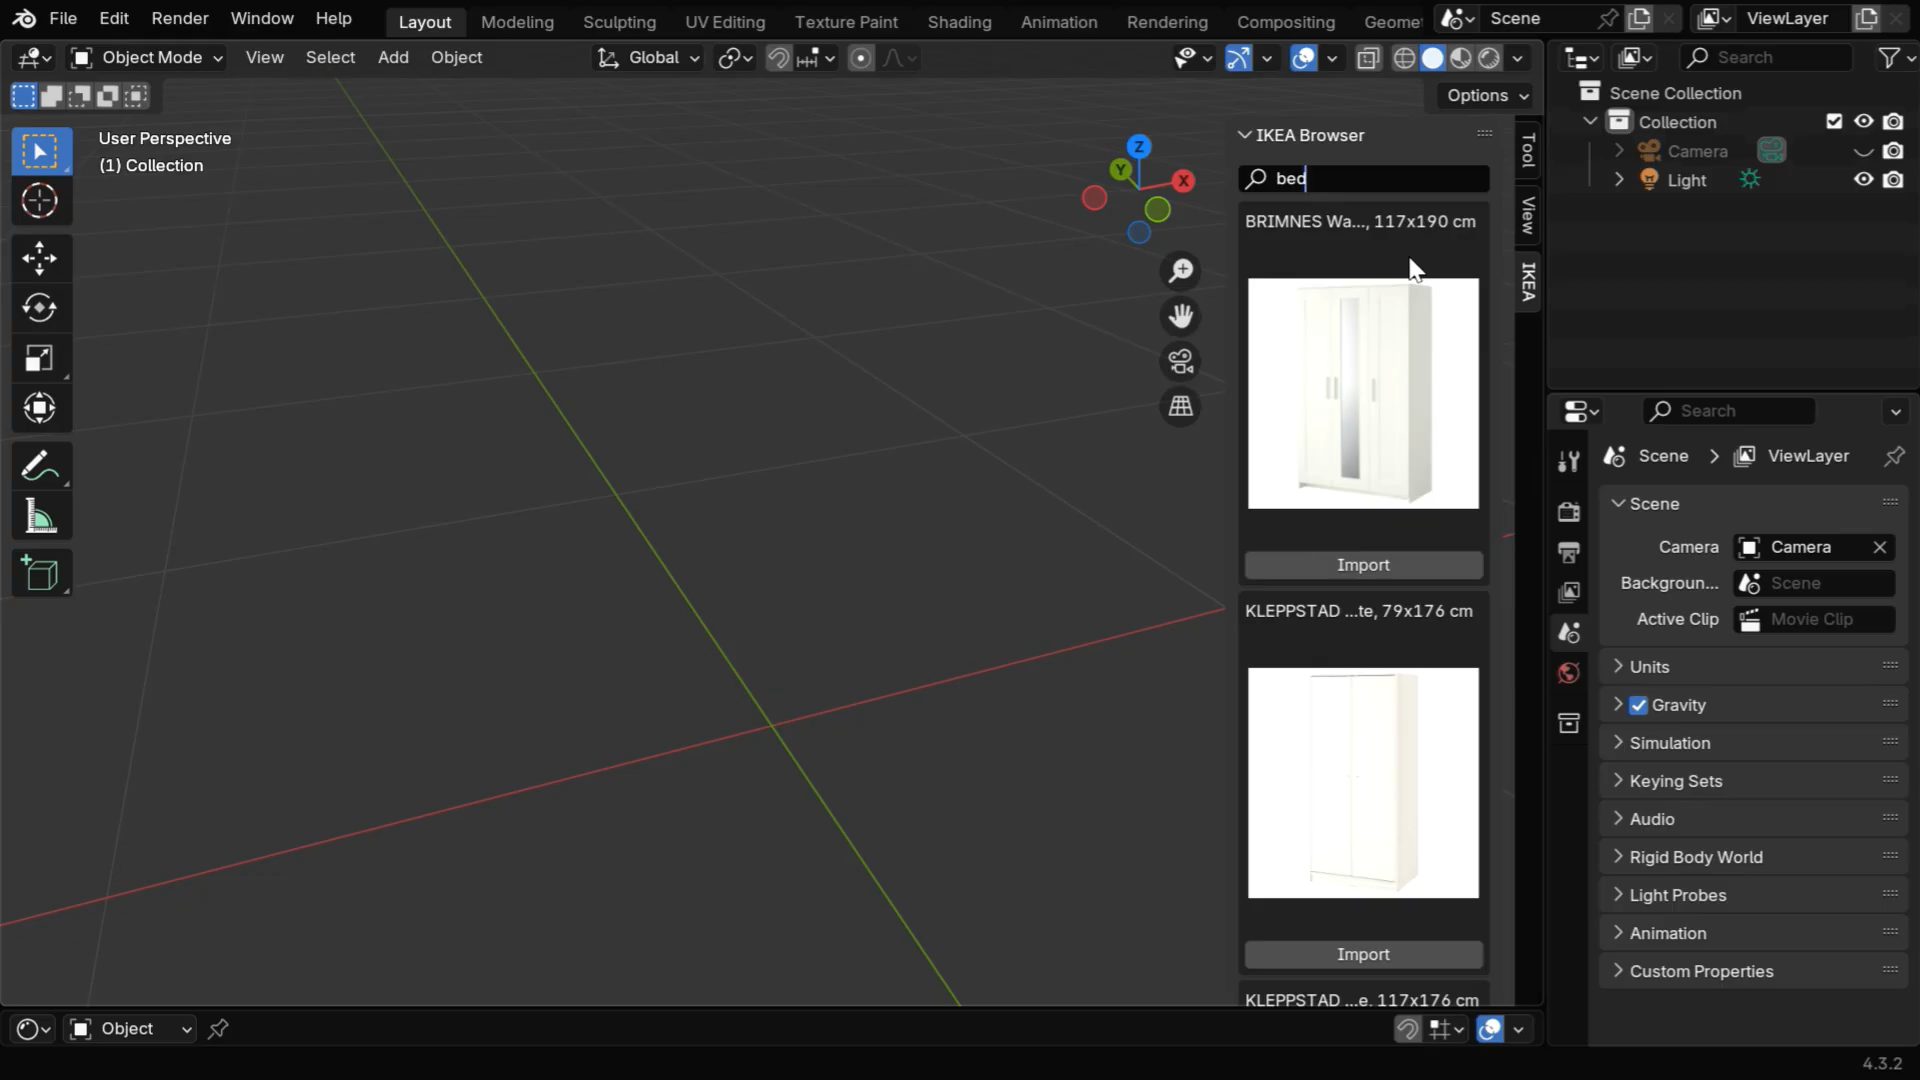 File Edit Render Window Help Layout Modeling Sculpting UV Editing Texture Paint Shading Animation Rendering Compositing Geomet Scene ViewLayer
Object Mode View Select Add Object Global Search
Options
User Perspective
(1) Collection
Z
Y
X
IKEA Browser
bed
BRIMNES Wa..., 117x190 cm
Import
KLEPPSTAD ...te, 79x176 cm
Import
KLEPPSTAD ...e, 117x176 cm
Tool
View
IKEA
Scene Collection
Collection
Camera
Light
Search
Scene ViewLayer
Scene
Camera Camera
Backgroun... Scene
Active Clip Movie Clip
Units
Gravity
Simulation
Keying Sets
Audio
Rigid Body World
Light Probes
Animation
Custom Properties
Object
4.3.2